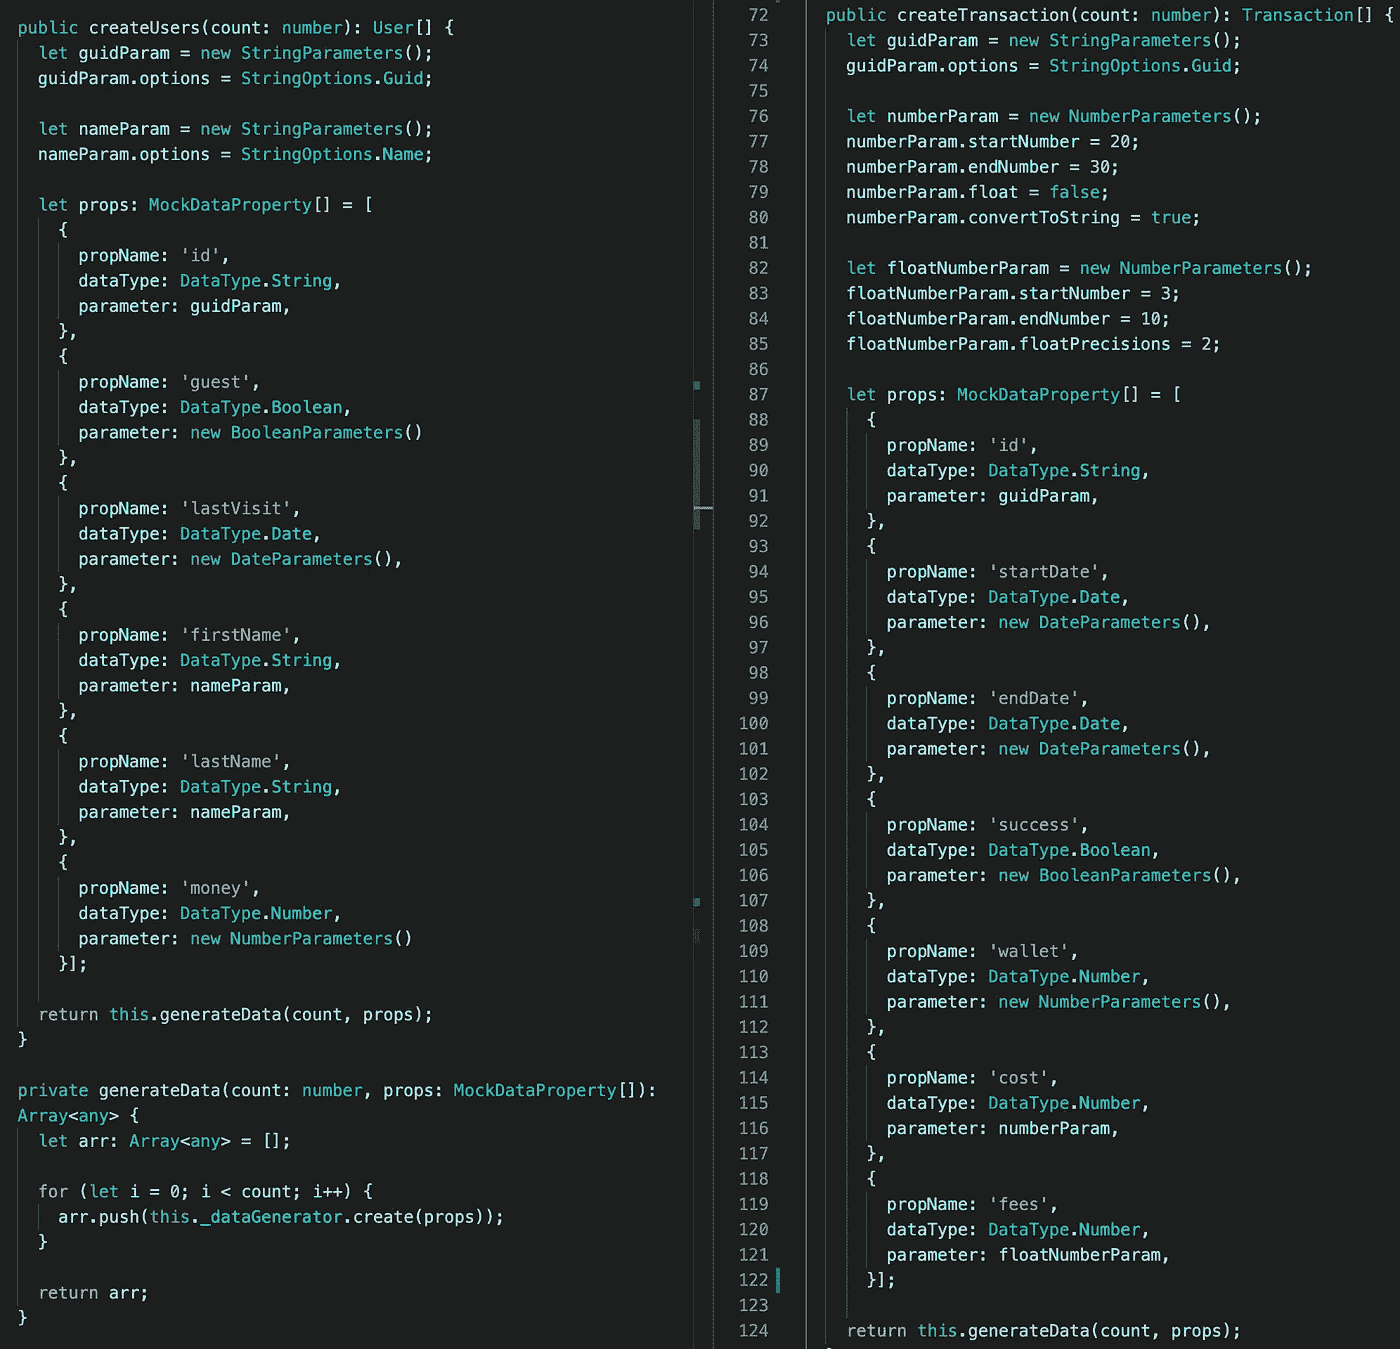 public createUsers(count: number): User[] {
let guidParam = new StringParameters();
guidParam.options = StringOptions.Guid;
let nameParam = new StringParameters();
nameParam.options = StringOptions.Name;
let props: MockDataProperty[] = [
{
propName: 'id',
dataType: DataType.String,
parameter: guidParam,
},
{
propName: 'guest',
dataType: DataType.Boolean,
parameter: new BooleanParameters()
},
{
propName: 'lastVisit',
dataType: DataType.Date,
parameter: new DateParameters(),
},
{
propName: 'firstName',
dataType: DataType.String,
parameter: nameParam,
},
{
propName: 'lastName',
dataType: DataType.String,
parameter: nameParam,
},
{
propName: 'money',
dataType: DataType.Number,
parameter: new NumberParameters()
}];
return this.generateData(count, props);
}
private generateData(count: number, props: MockDataProperty[]):
Array<any> {
let arr: Array<any> = [];
for (let i = 0; i < count; i++) {
arr.push(this._dataGenerator.create(props));
}
return arr;
}
72 public createTransaction(count: number): Transaction[] {
73 let guidParam = new StringParameters();
74 guidParam.options = StringOptions.Guid;
75
76 let numberParam = new NumberParameters();
77 numberParam.startNumber = 20;
78 numberParam.endNumber = 30;
79 numberParam.float = false;
80 numberParam.convertToString = true;
81
82 let floatNumberParam = new NumberParameters();
83 floatNumberParam.startNumber = 3;
84 floatNumberParam.endNumber = 10;
85 floatNumberParam.floatPrecisions = 2;
86
87 let props: MockDataProperty[] = [
88 {
89 propName: 'id',
90 dataType: DataType.String,
91 parameter: guidParam,
92 },
93 {
94 propName: 'startDate',
95 dataType: DataType.Date,
96 parameter: new DateParameters(),
97 },
98 {
99 propName: 'endDate',
100 dataType: DataType.Date,
101 parameter: new DateParameters(),
102 },
103 {
104 propName: 'success',
105 dataType: DataType.Boolean,
106 parameter: new BooleanParameters(),
107 },
108 {
109 propName: 'wallet',
110 dataType: DataType.Number,
111 parameter: new NumberParameters(),
112 },
113 {
114 propName: 'cost',
115 dataType: DataType.Number,
116 parameter: numberParam,
117 },
118 {
119 propName: 'fees',
120 dataType: DataType.Number,
121 parameter: floatNumberParam,
122 }];
123
124 return this.generateData(count, props);